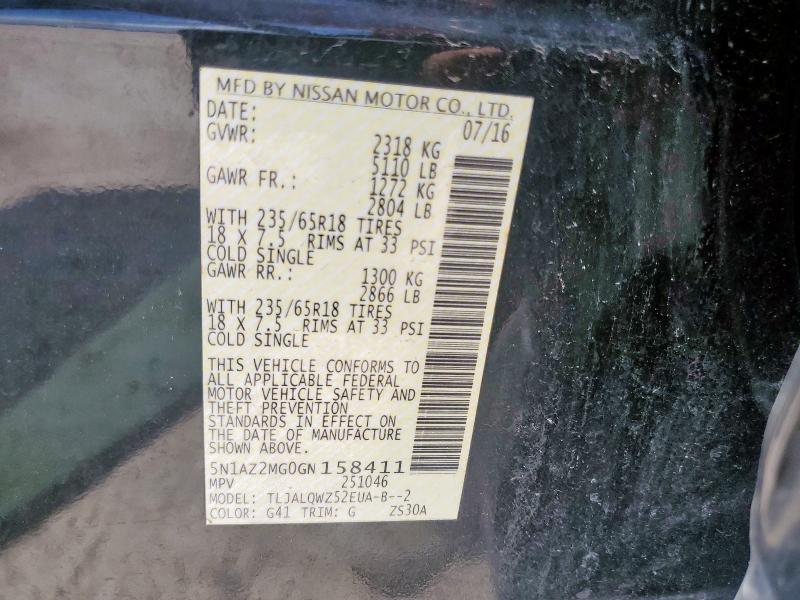 MFD BY NISSAN MOTOR CO., LTD.
DATE: 07/16
GVWR: 2318 KG
5110 LB
GAWR FR.: 1272 KG
2804 LB
WITH 235/65R18 TIRES
18 X 7.5 RIMS AT 33 PSI
COLD SINGLE
GAWR RR.: 1300 KG
2866 LB
WITH 235/65R18 TIRES
18 X 7.5 RIMS AT 33 PSI
COLD SINGLE
THIS VEHICLE CONFORMS TO
ALL APPLICABLE FEDERAL
MOTOR VEHICLE SAFETY AND
THEFT PREVENTION
STANDARDS IN EFFECT ON
THE DATE OF MANUFACTURE
SHOWN ABOVE.
5N1AZ2MG0GN158411
MPV 251046
MODEL: TLJALQWZ52EUA-B--2
COLOR: G41 TRIM: G ZS30A